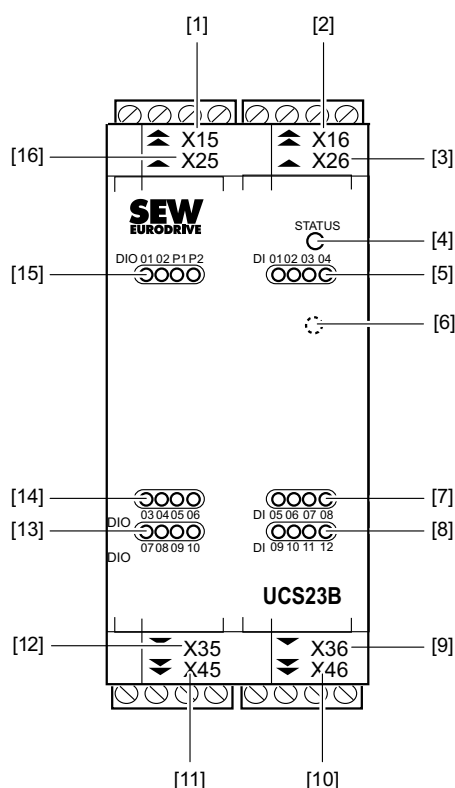 [1] [2]
X15 X16
[16] X25 X26 [3]
SEW
EURODRIVE
STATUS
[4]
DIO 01 02 P1 P2 DI 01 02 03 04
[15] [5]
[6]
[14] [7]
03 04 05 06 DI 05 06 07 08
DIO
[13] [8]
07 08 09 10 DI 09 10 11 12
DIO
UCS23B
[12] X35 X36 [9]
X45 X46
[11] [10]